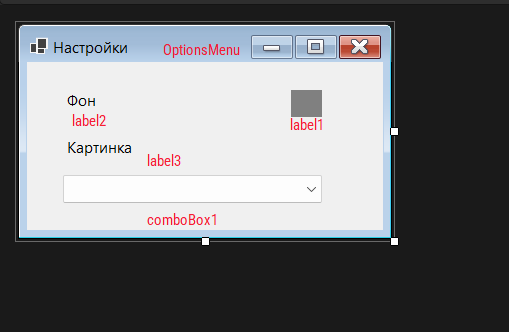 Настройки OptionsMenu
Фон
label2
label1
Картинка
label3
comboBox1